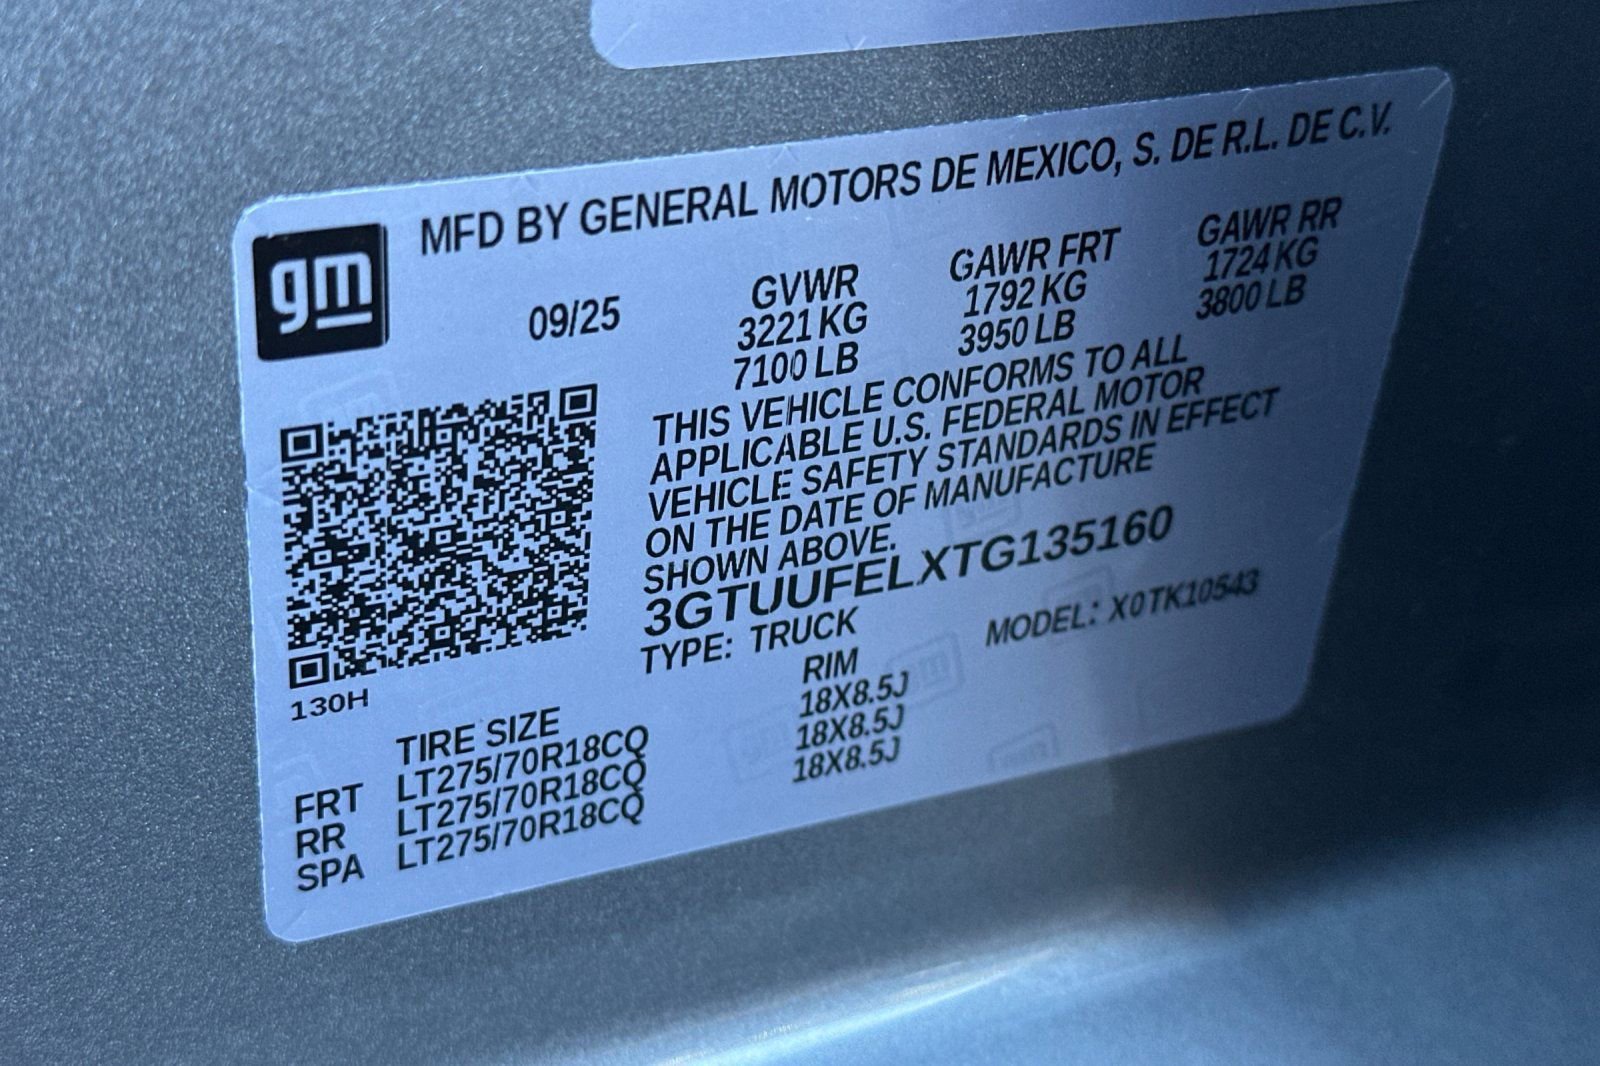 gm
MFD BY GENERAL MOTORS DE MEXICO, S. DE R.L. DE C.V.
09/25
GVWR
3221 KG
7100 LB
GAWR FRT
1792 KG
3950 LB
GAWR RR
1724 KG
3800 LB
THIS VEHICLE CONFORMS TO ALL
APPLICABLE U.S. FEDERAL MOTOR
VEHICLE SAFETY STANDARDS IN EFFECT
ON THE DATE OF MANUFACTURE
SHOWN ABOVE.
3GTUUFELXTG135160
TYPE: TRUCK
MODEL: X0TK10543
130H
TIRE SIZE RIM
FRT LT275/70R18CQ 18X8.5J
RR LT275/70R18CQ 18X8.5J
SPA LT275/70R18CQ 18X8.5J